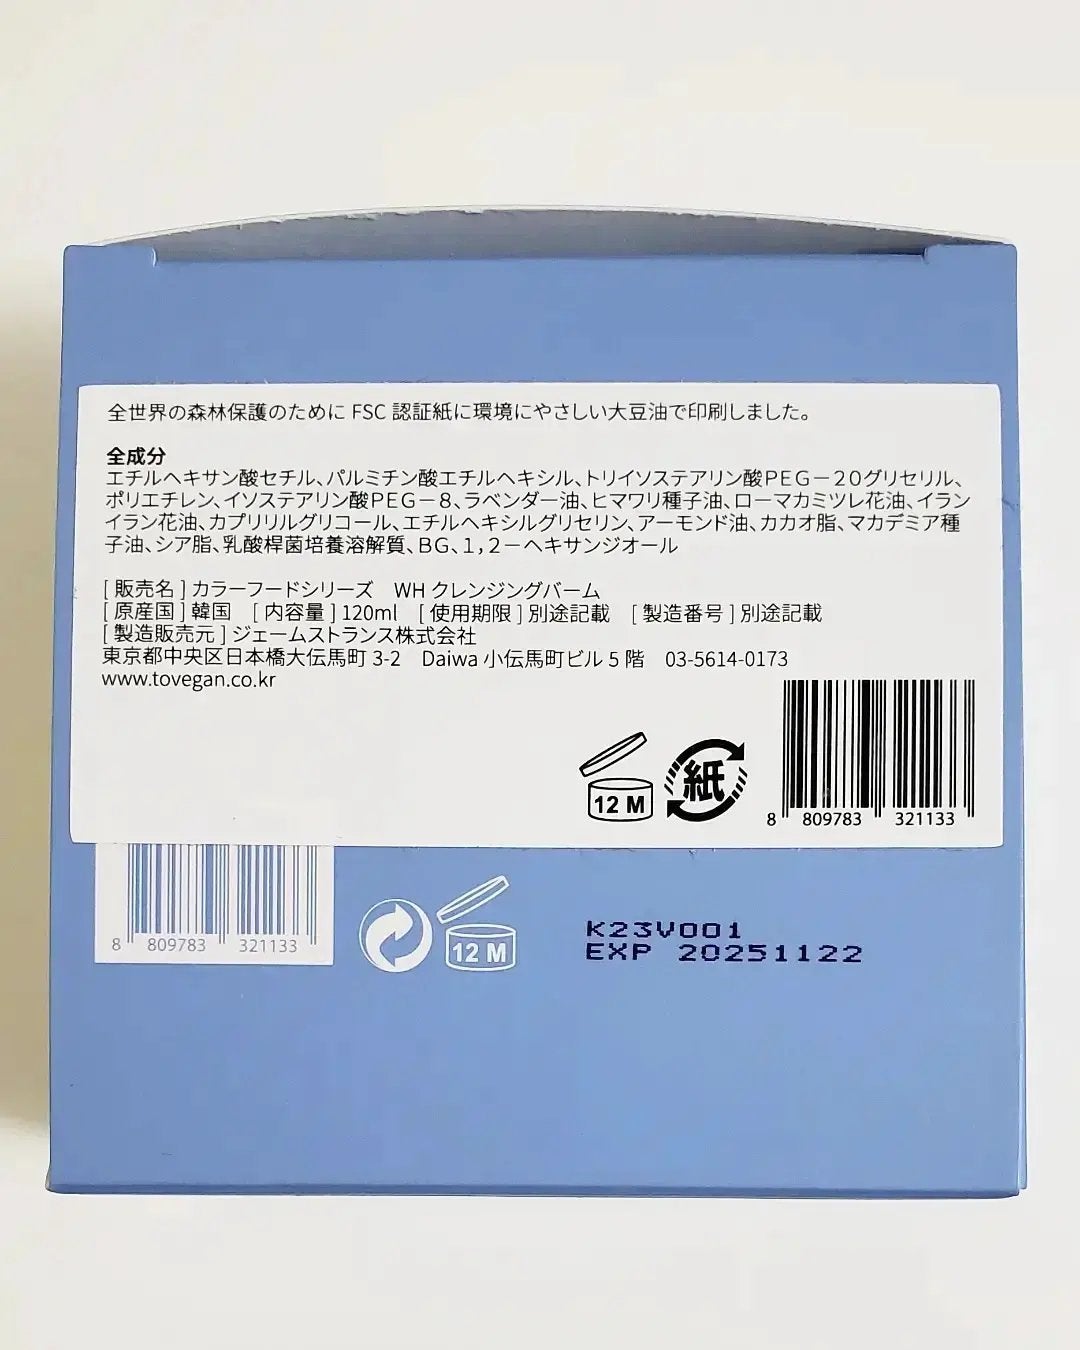 全世界の森林保護のために FSC 認証紙に環境にやさしい大豆油で印刷しました。
全成分
エチルヘキサン酸セチル、パルミチン酸エチルヘキシル、トリイソステアリン酸PEG－20グリセリル、
ポリエチレン、イソステアリン酸PEG－8、ラベンダー油、ヒマワリ種子油、ローマカミツレ花油、イラン
イラン花油、カプリリルグリコール、エチルヘキシルグリセリン、アーモンド油、カカオ脂、マカデミア種
子油、シア脂、乳酸桿菌培養溶解質、BG、1，2－ヘキサンジオール
[ 販売名 ] カラーフードシリーズ　WH クレンジングバーム
[ 原産国 ] 韓国　[ 内容量 ] 120ml　[ 使用期限 ] 別途記載　[ 製造番号 ] 別途記載
[ 製造販売元 ] ジェームストランス株式会社
東京都中央区日本橋大伝馬町 3-2　Daiwa 小伝馬町ビル 5 階　03-5614-0173
www.tovegan.co.kr
12 M
紙
8 809783 321133
8 809783 321133
12 M
K23V001
EXP 20251122